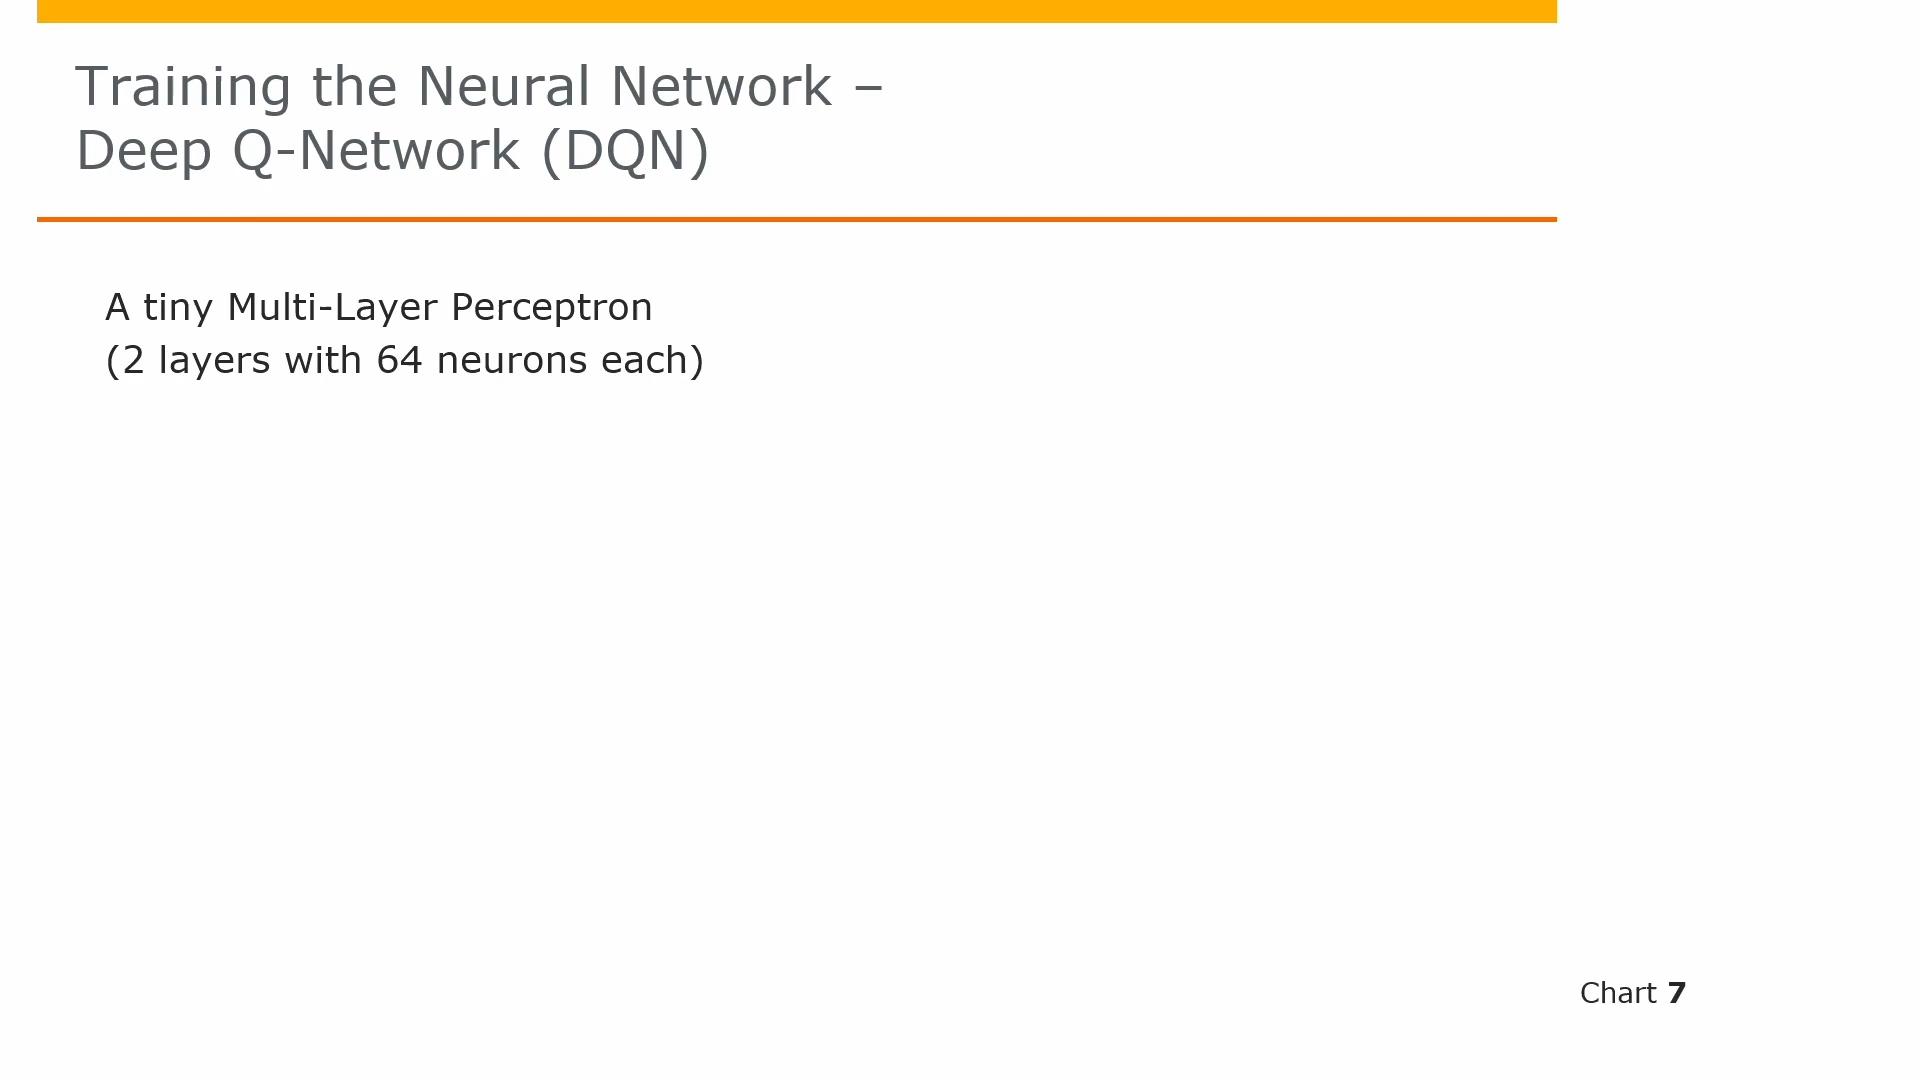 Training the Neural Network –
Deep Q-Network (DQN)
A tiny Multi-Layer Perceptron
(2 layers with 64 neurons each)
Chart 7